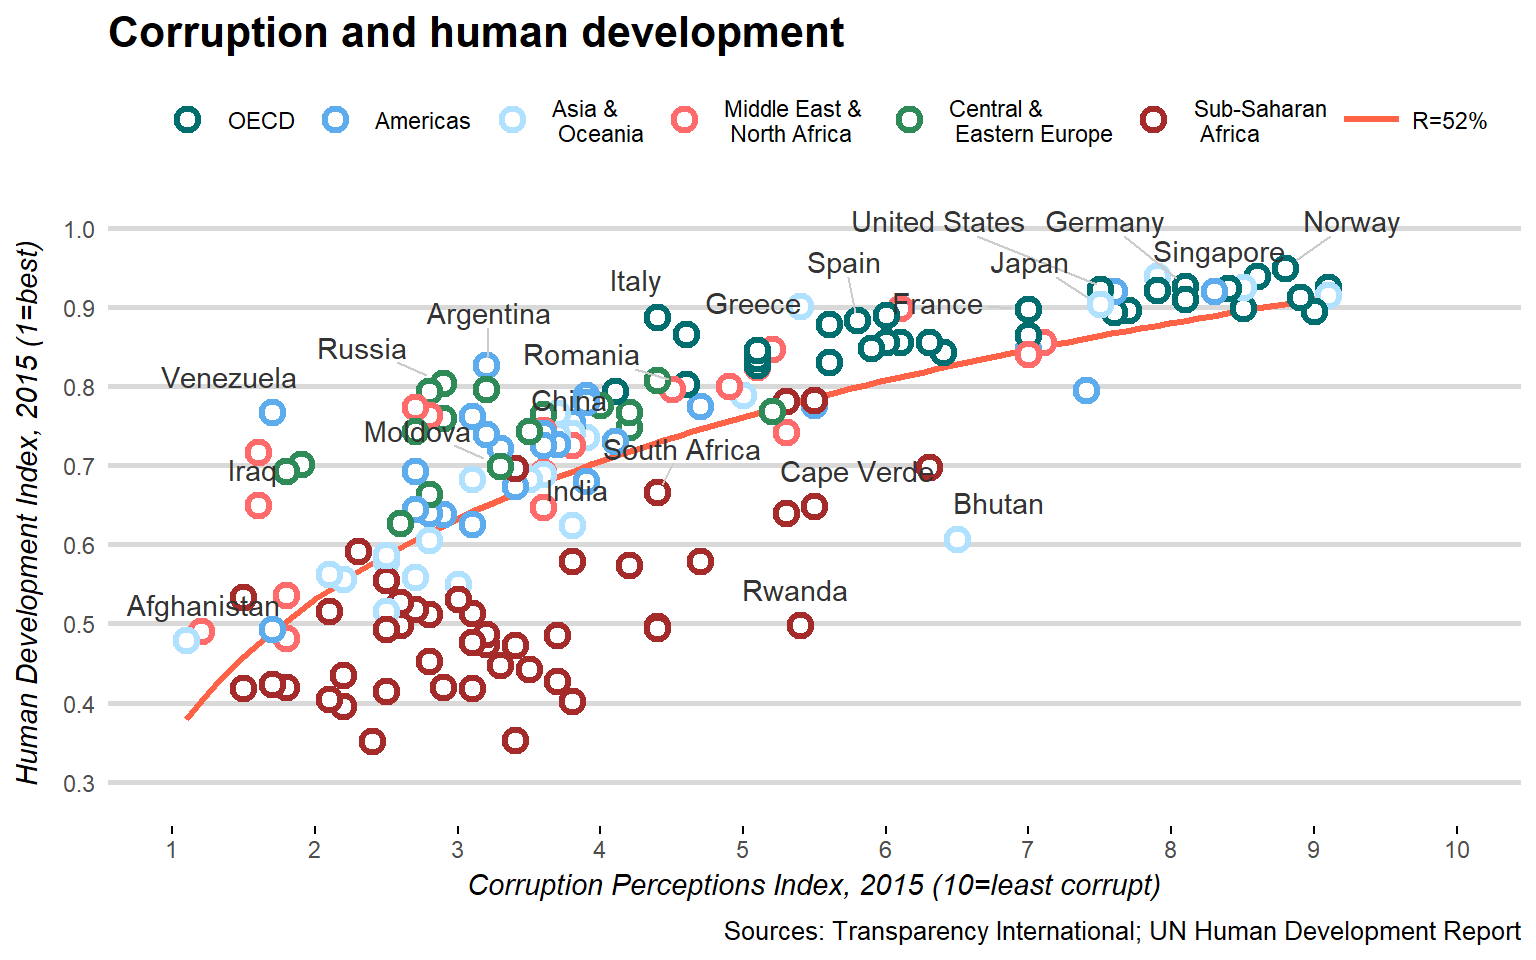 Corruption and human development
OECD
Americas
Asia &
Oceania
Middle East &
North Africa
Central &
Eastern Europe
Sub-Saharan
Africa
R=52%
Human Development Index, 2015 (1=best)
1.0
0.9
0.8
0.7
0.6
0.5
0.4
0.3
United States
Germany
Norway
Singapore
Spain
Japan
Italy
Greece
France
Argentina
Russia
Romania
Venezuela
China
Moldova
South Africa
Iraq
Cape Verde
India
Bhutan
Rwanda
Afghanistan
1 2 3 4 5 6 7 8 9 10
Corruption Perceptions Index, 2015 (10=least corrupt)
Sources: Transparency International; UN Human Development Report